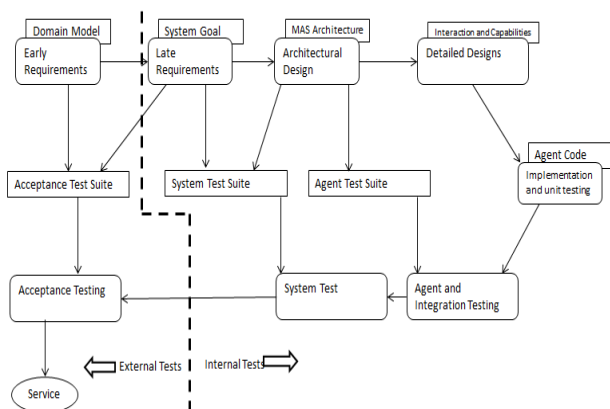 Domain Model
System Goal
MAS Architecture
Interaction and Capabilities
Early
Requirements
Late
Requirements
Architectural
Design
Detailed Designs
Agent Code
Implementation
and unit testing
Acceptance Test Suite
System Test Suite
Agent Test Suite
Acceptance Testing
System Test
Agent and
Integration Testing
External Tests
Internal Tests
Service